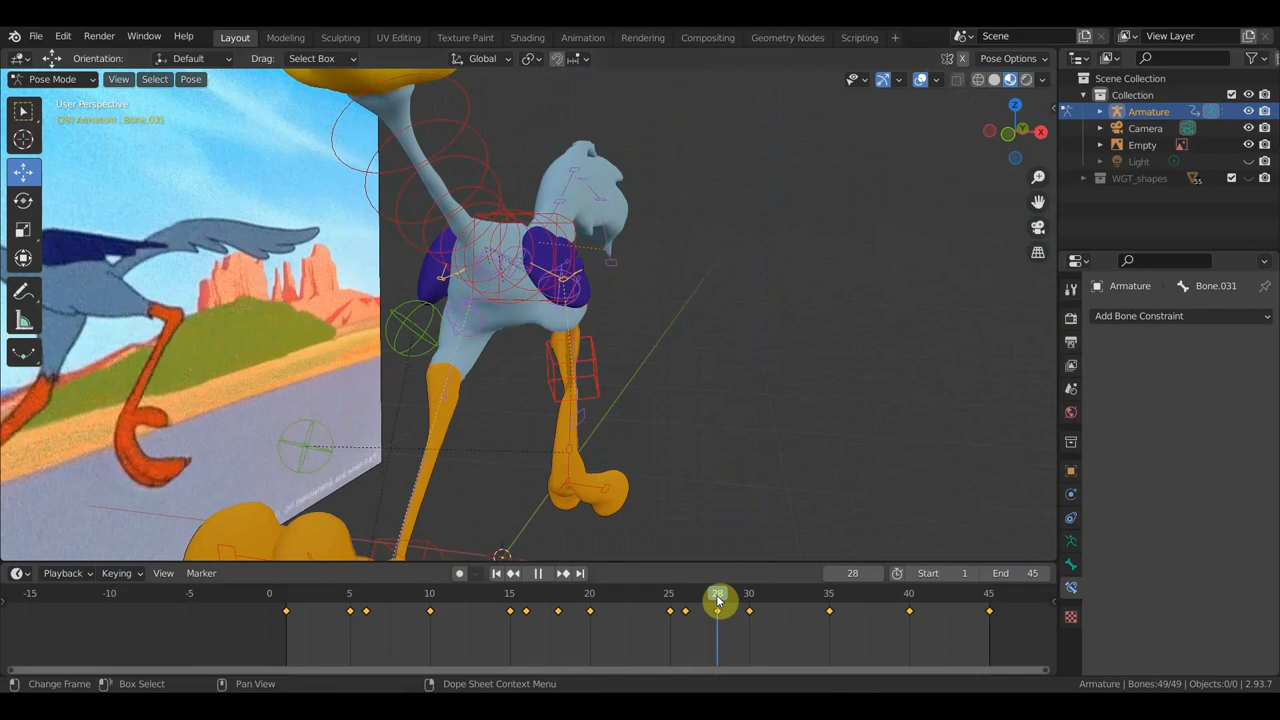 File Edit Render Window Help Layout Modeling Sculpting UV Editing Texture Paint Shading Animation Rendering Compositing Geometry Nodes Scripting + Scene View Layer
Orientation: Default Drag: Select Box Global Pose Options
Pose Mode View Select Pose
User Perspective
(28) Armature : Bone.031
Z
Y
X
Scene Collection
Collection
Armature
Camera
Empty
Light
WGT_shapes 55
Armature Bone.031
Add Bone Constraint
Playback Keying View Marker 28 Start 1 End 45
-15 -10 -5 0 5 10 15 20 25 28 30 35 40 45
Change Frame Box Select Pan View Dope Sheet Context Menu Armature | Bones:49/49 | Objects:0/0 | 2.93.7